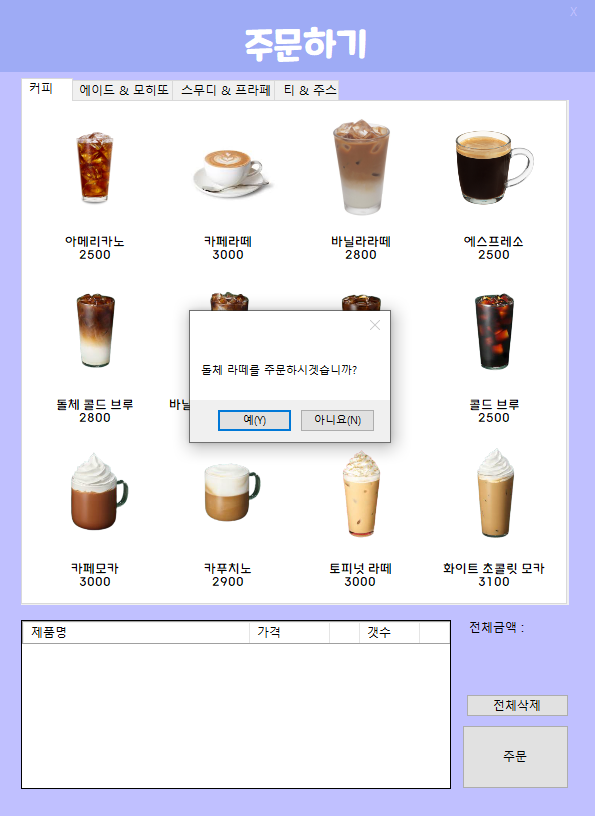 X
주문하기
커피
에이드 & 모히또
스무디 & 프라페
티 & 주스
아메리카노
2500
카페라떼
3000
바닐라라떼
2800
에스프레소
2500
돌체 콜드 브루
2800
바닐
콜드 브루
2500
돌체 라떼를 주문하시겟습니까?
예(Y)
아니요(N)
카페모카
3000
카푸치노
2900
토피넛 라떼
3000
화이트 초콜릿 모카
3100
제품명
가격
갯수
전체금액 :
전체삭제
주문